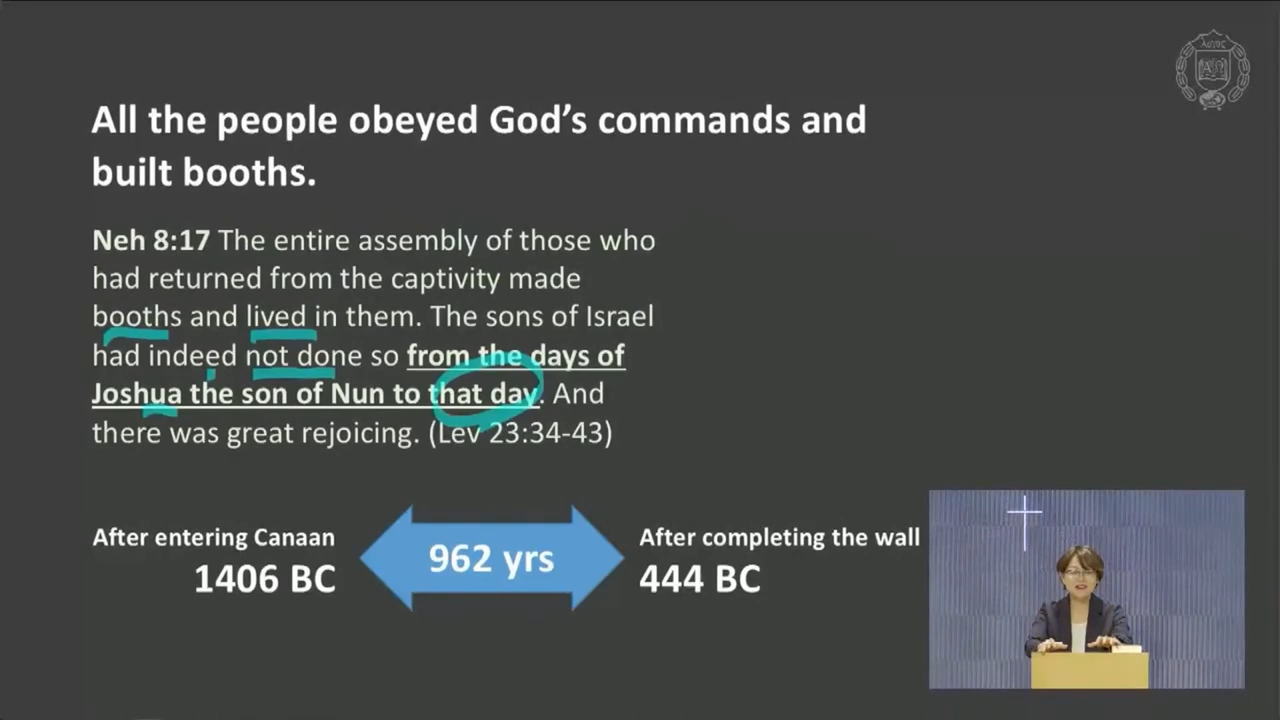 λόγος
Α Ω
All the people obeyed God's commands and
built booths.
Neh 8:17 The entire assembly of those who
had returned from the captivity made
booths and lived in them. The sons of Israel
had indeed not done so from the days of
Joshua the son of Nun to that day. And
there was great rejoicing. (Lev 23:34-43)
After entering Canaan
1406 BC
962 yrs
After completing the wall
444 BC